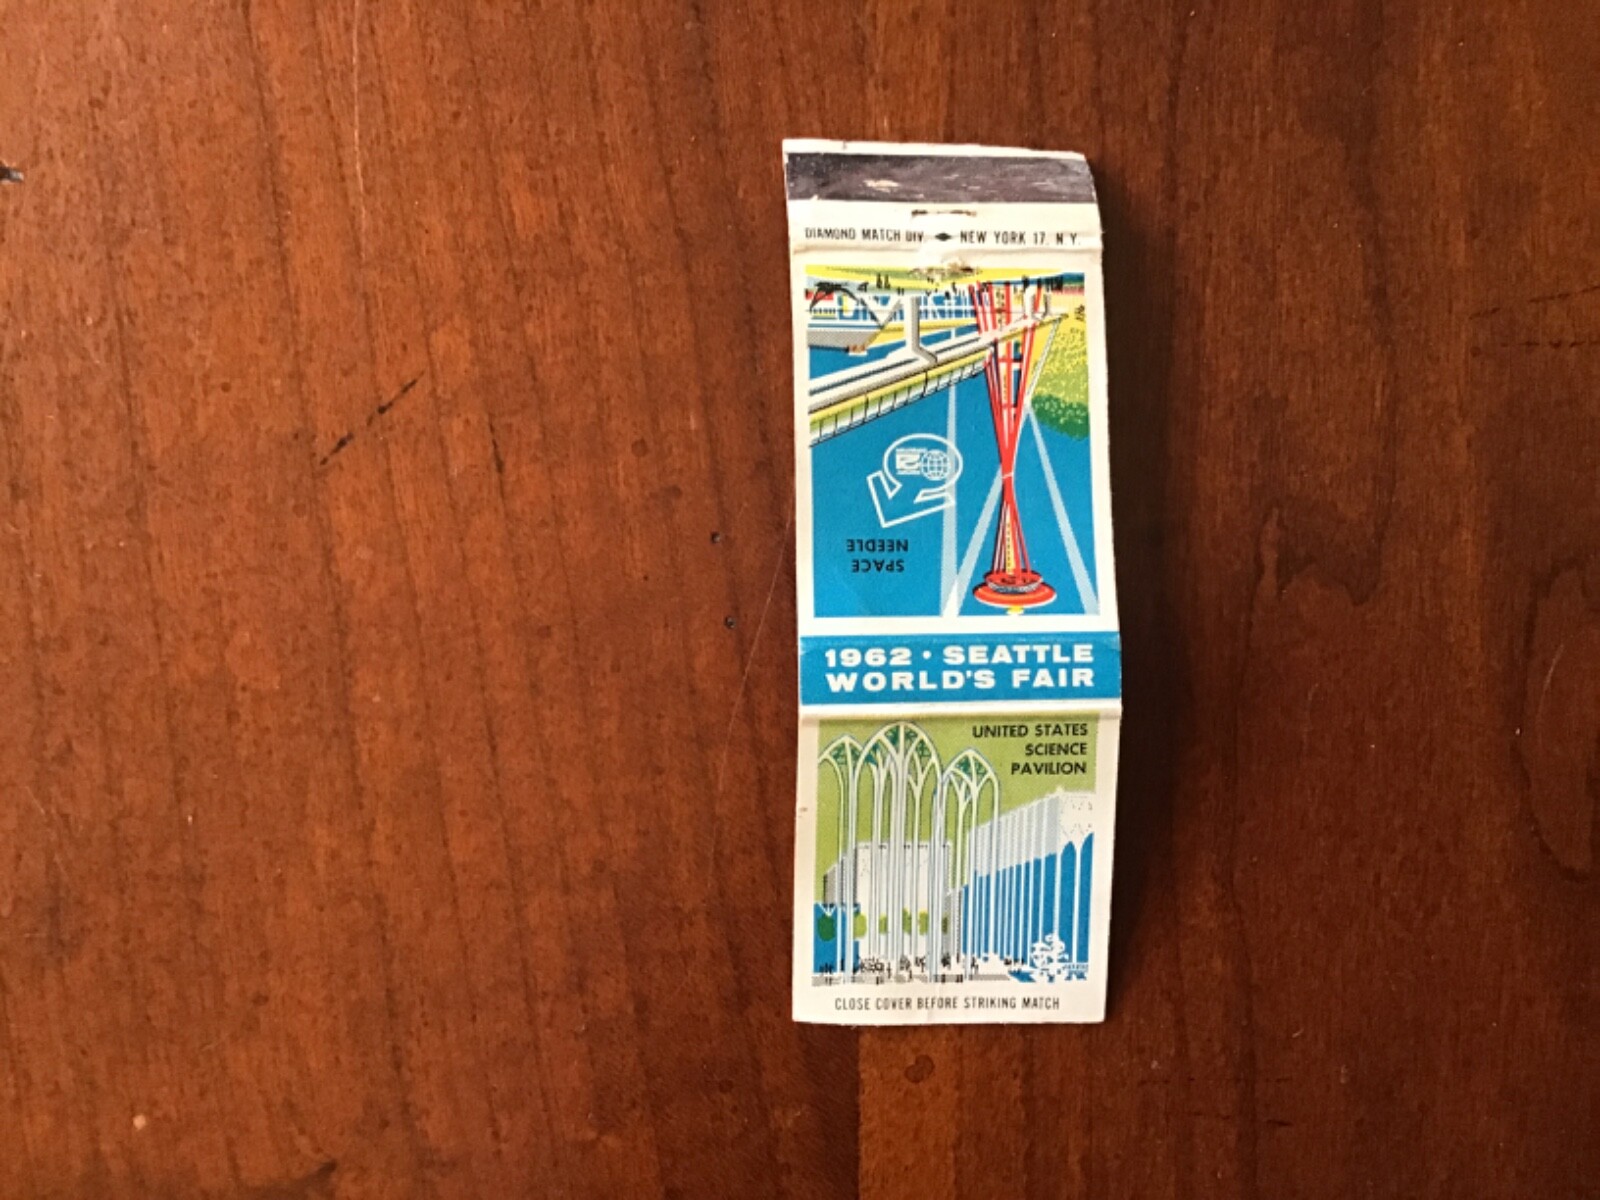 DIAMOND MATCH DIV. NEW YORK 17. N.Y.
SPACE
NEEDLE
1962 · SEATTLE
WORLD'S FAIR
UNITED STATES
SCIENCE
PAVILION
CLOSE COVER BEFORE STRIKING MATCH